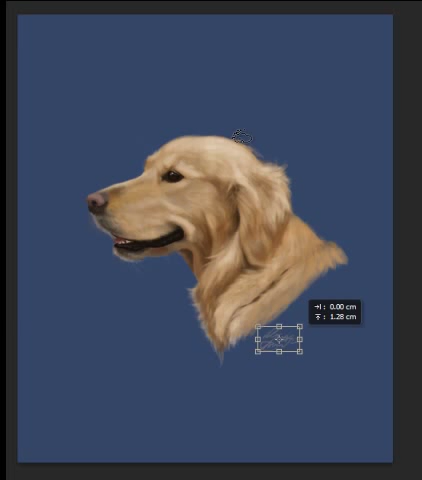 →| : 0.00 cm
↑ : 1.28 cm